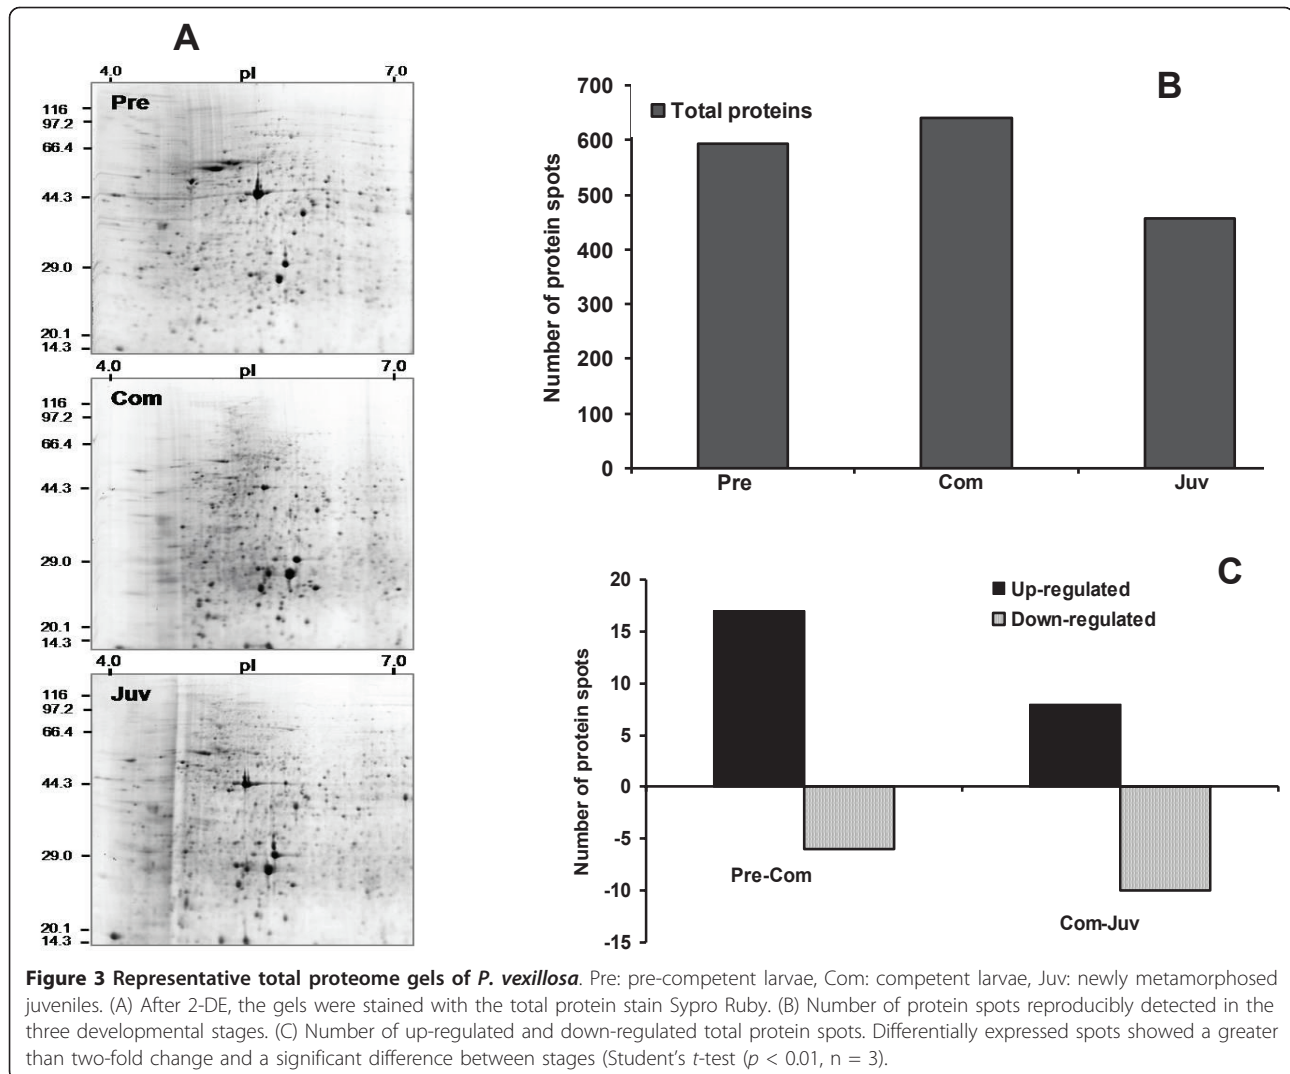 A
4.0 pI 7.0
Pre
116
97.2
66.4
44.3
29.0
20.1
14.3
4.0 pI 7.0
Com
116
97.2
66.4
44.3
29.0
20.1
14.3
4.0 pI 7.0
Juv
116
97.2
66.4
44.3
29.0
20.1
14.3
B
Total proteins
Number of protein spots
700
600
500
400
300
200
100
0
Pre Com Juv
C
Up-regulated
Down-regulated
Number of protein spots
20
15
10
5
0
-5
-10
-15
Pre-Com
Com-Juv
Figure 3 Representative total proteome gels of P. vexillosa. Pre: pre-competent larvae, Com: competent larvae, Juv: newly metamorphosed
juveniles. (A) After 2-DE, the gels were stained with the total protein stain Sypro Ruby. (B) Number of protein spots reproducibly detected in the
three developmental stages. (C) Number of up-regulated and down-regulated total protein spots. Differentially expressed spots showed a greater
than two-fold change and a significant difference between stages (Student's t-test (p < 0.01, n = 3).